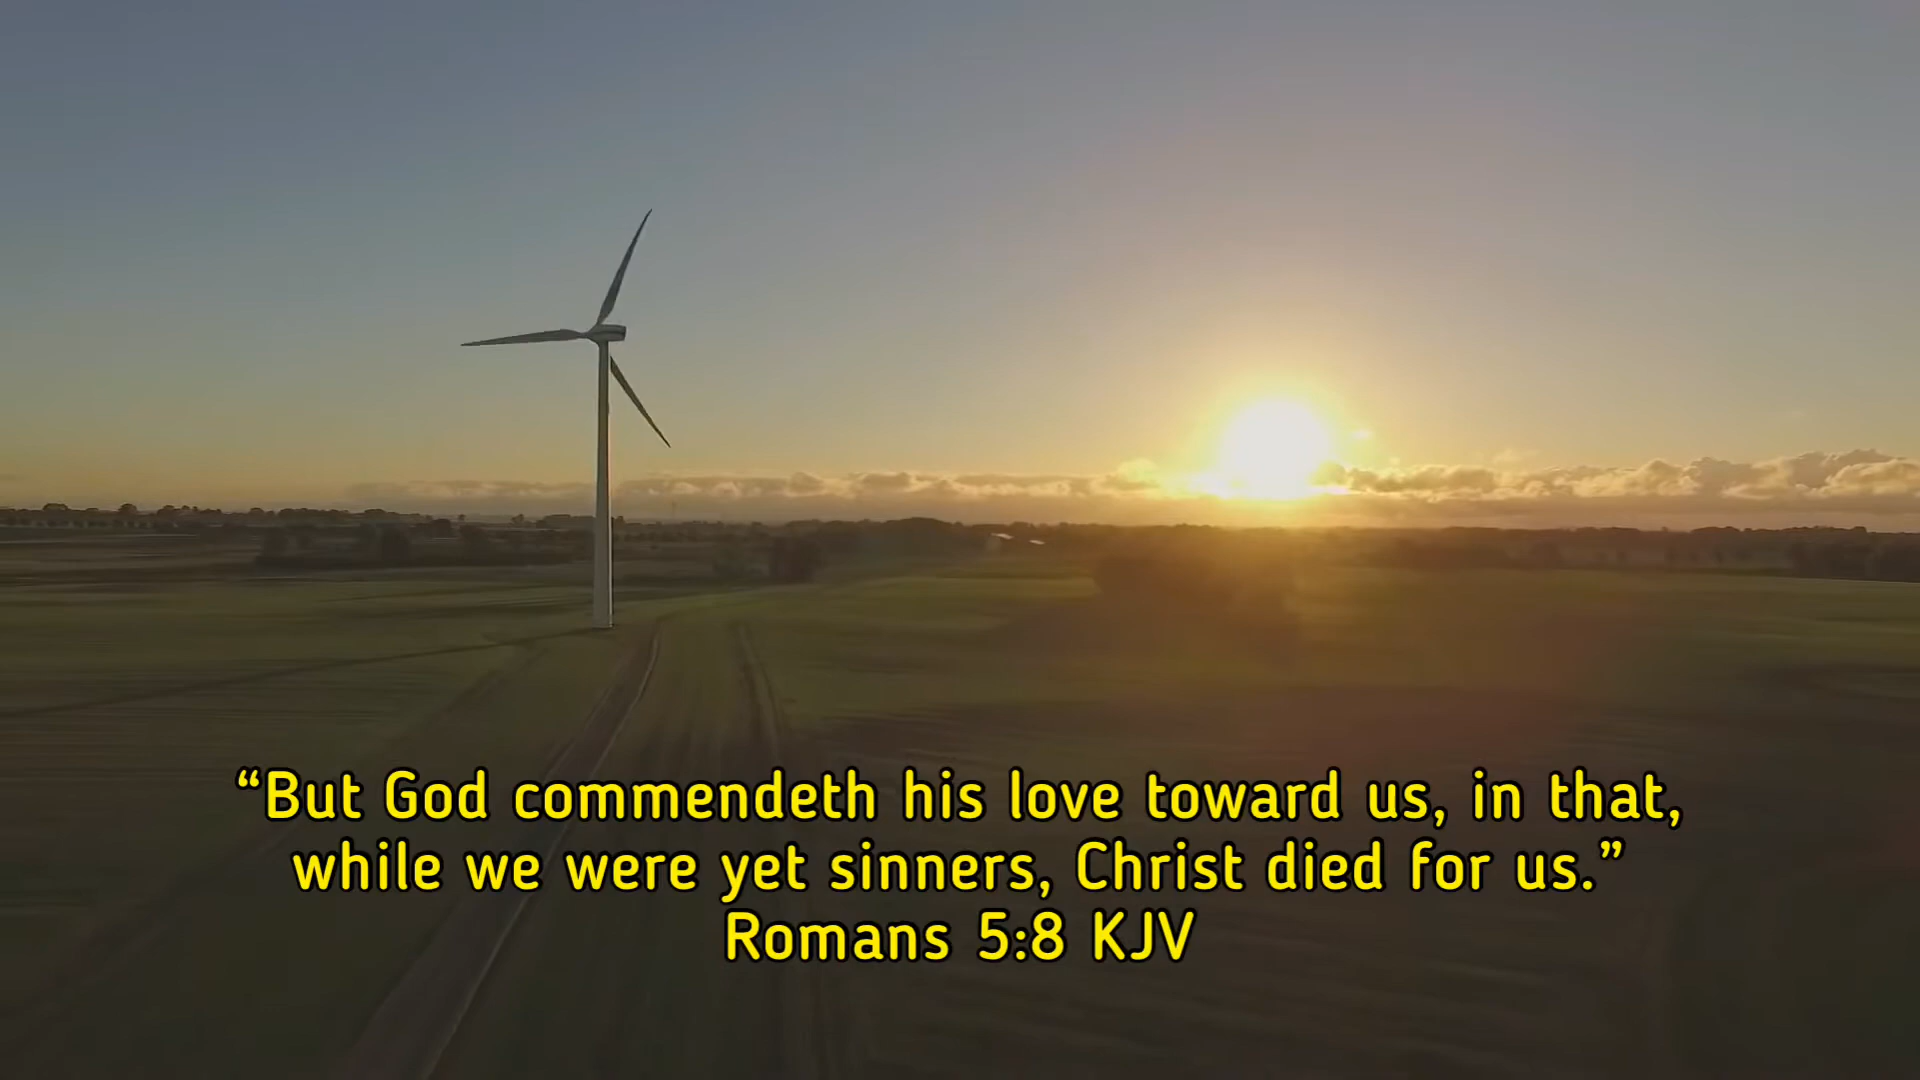 “But God commendeth his love toward us, in that,
while we were yet sinners, Christ died for us.”
Romans 5:8 KJV